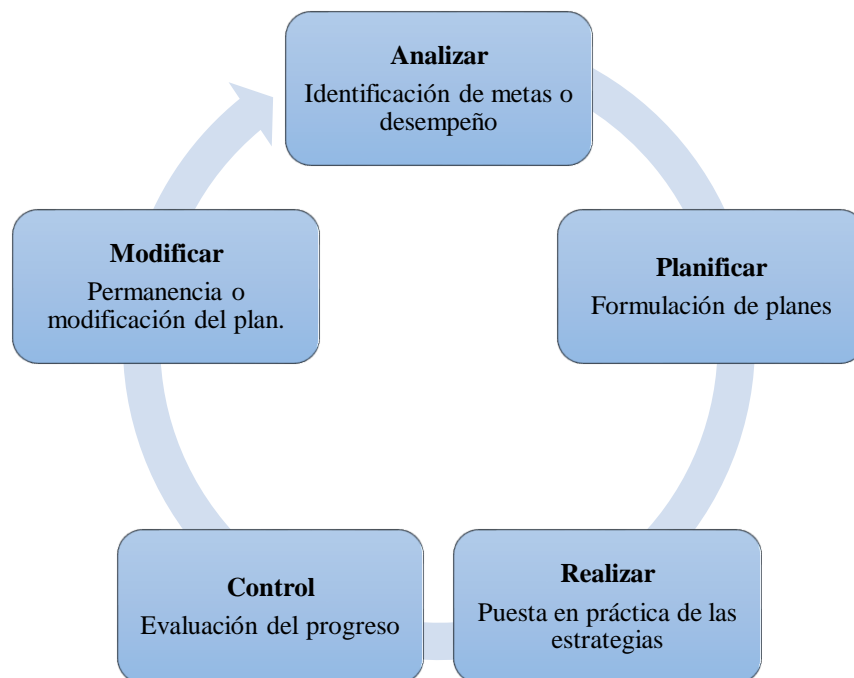 Analizar
Identificación de metas o
desempeño
Planificar
Formulación de planes
Realizar
Puesta en práctica de las
estrategias
Control
Evaluación del progreso
Modificar
Permanencia o
modificación del plan.